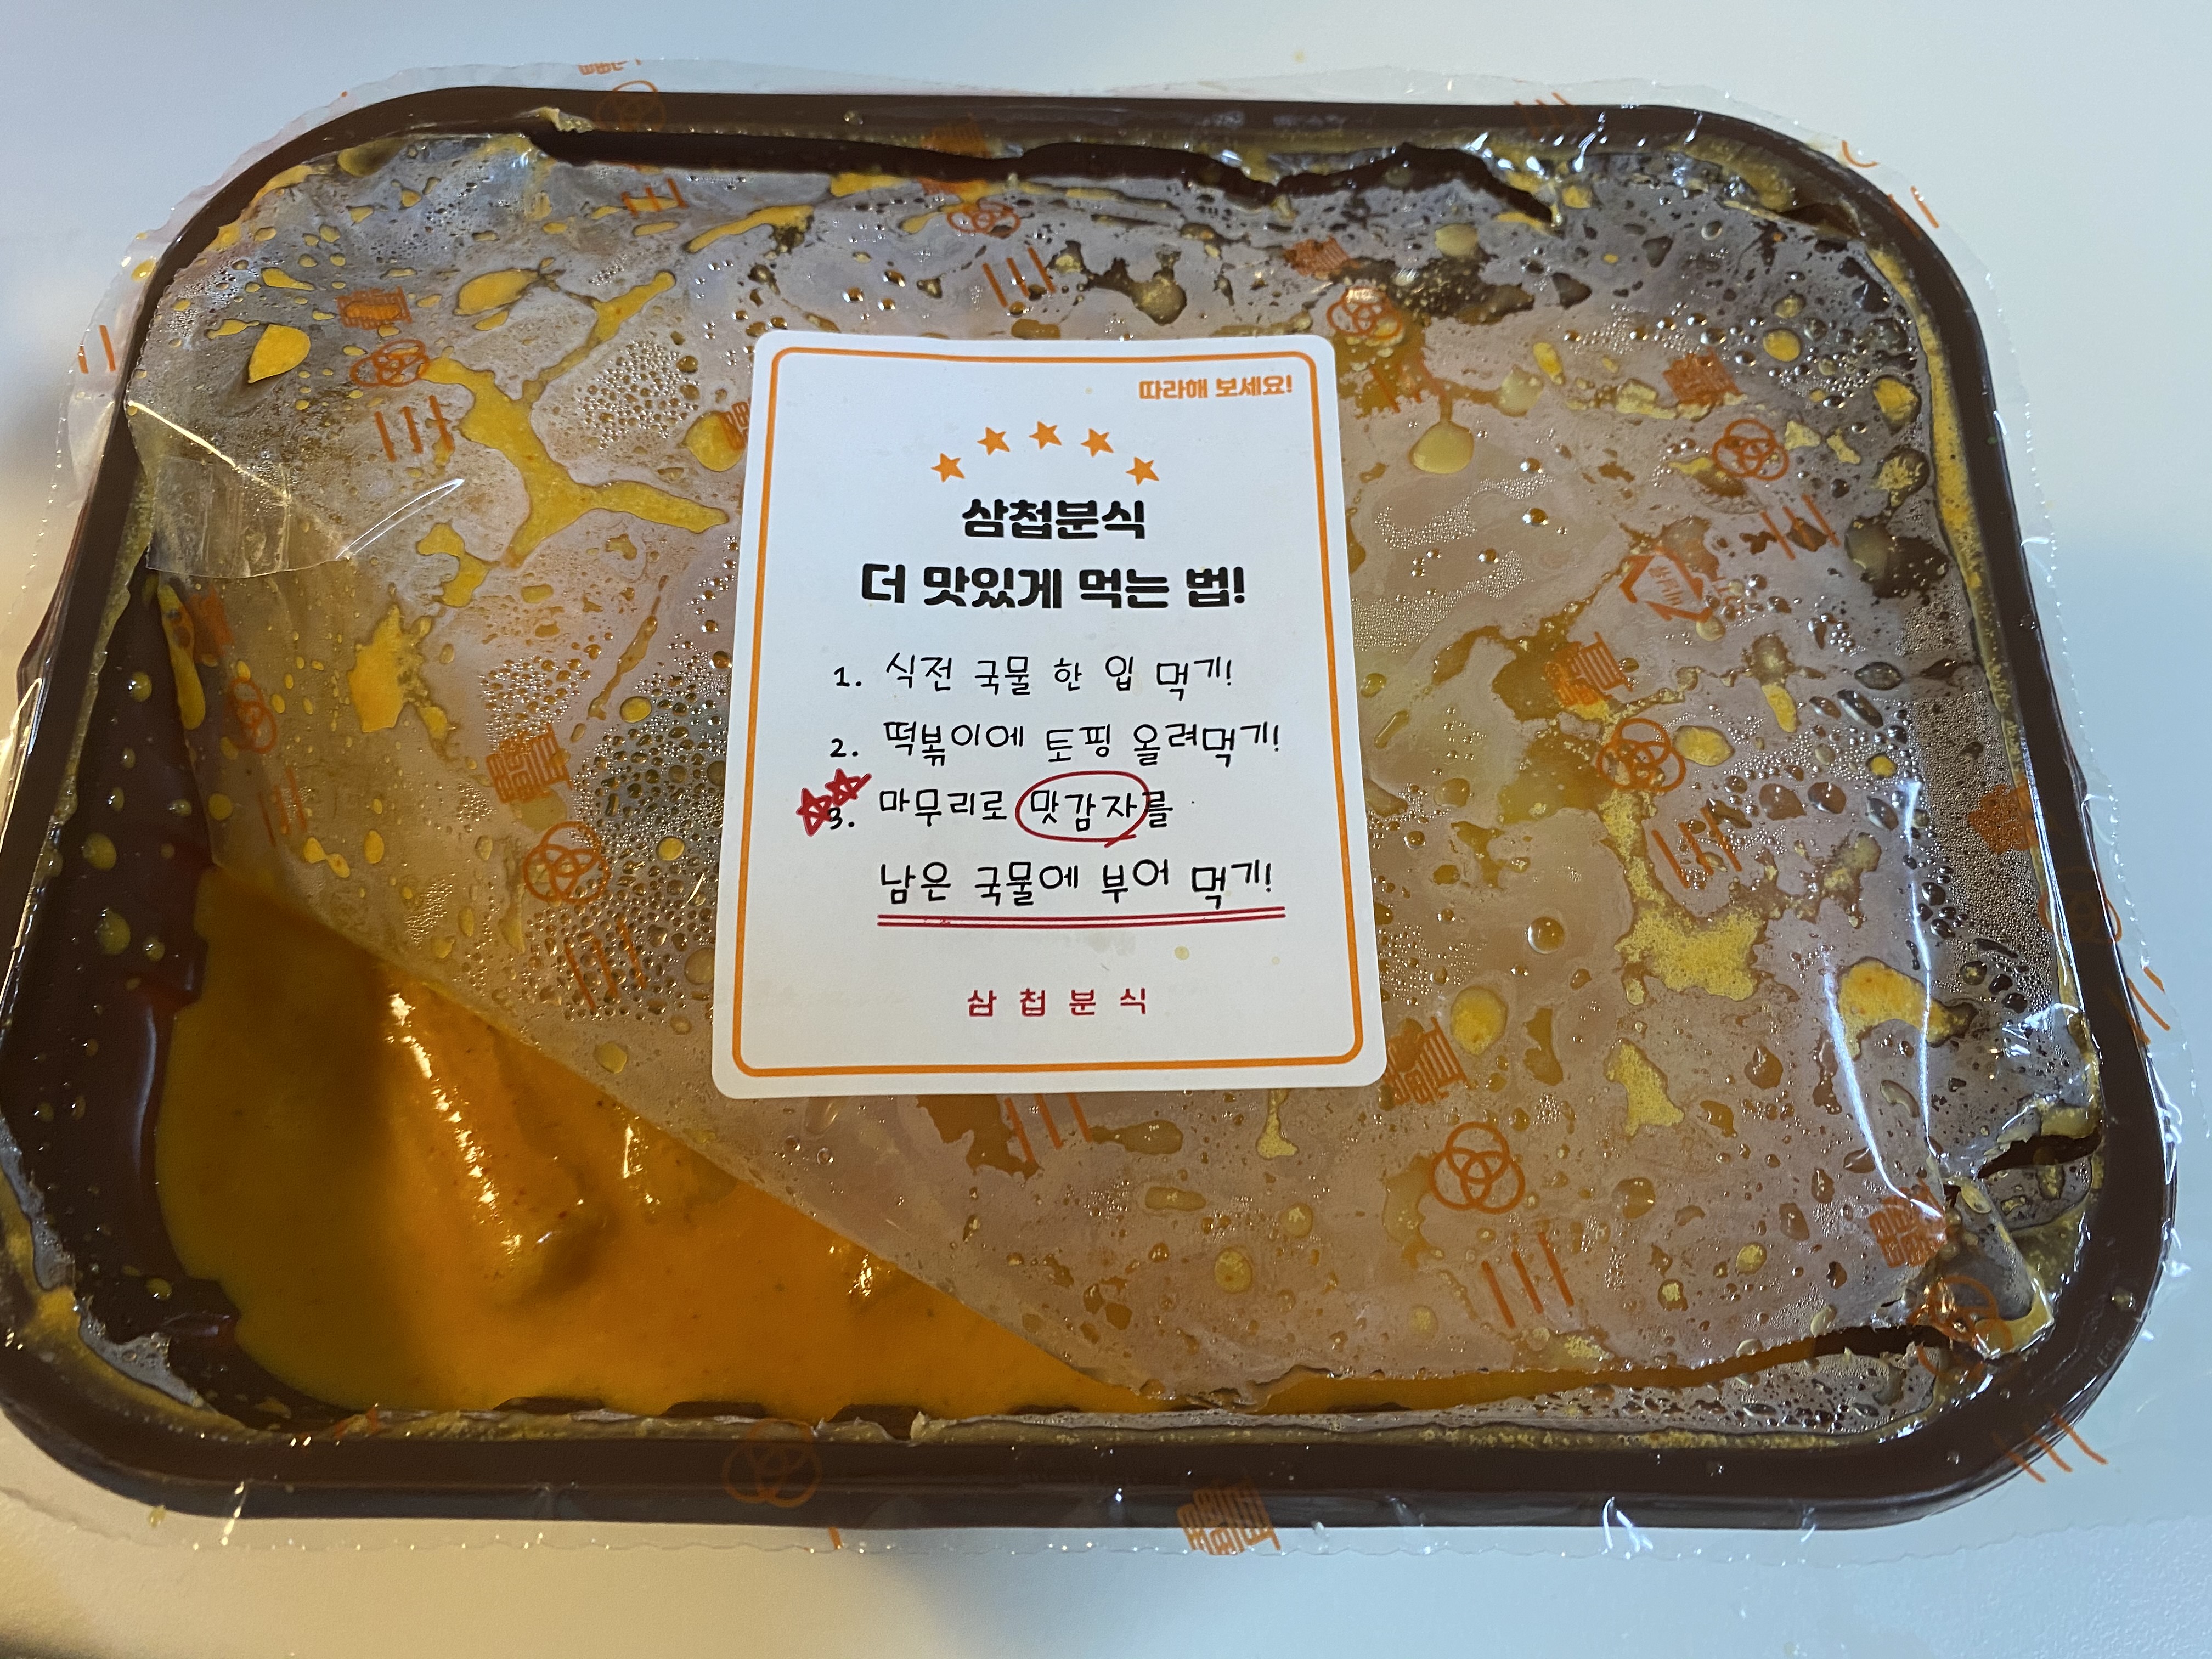 따라해 보세요!
삼첩분식
더 맛있게 먹는 법!
1. 식전 국물 한 입 먹기!
2. 떡볶이에 토핑 올려먹기!
3. 마무리로 맛감자를
남은 국물에 부어 먹기!
삼첩분식